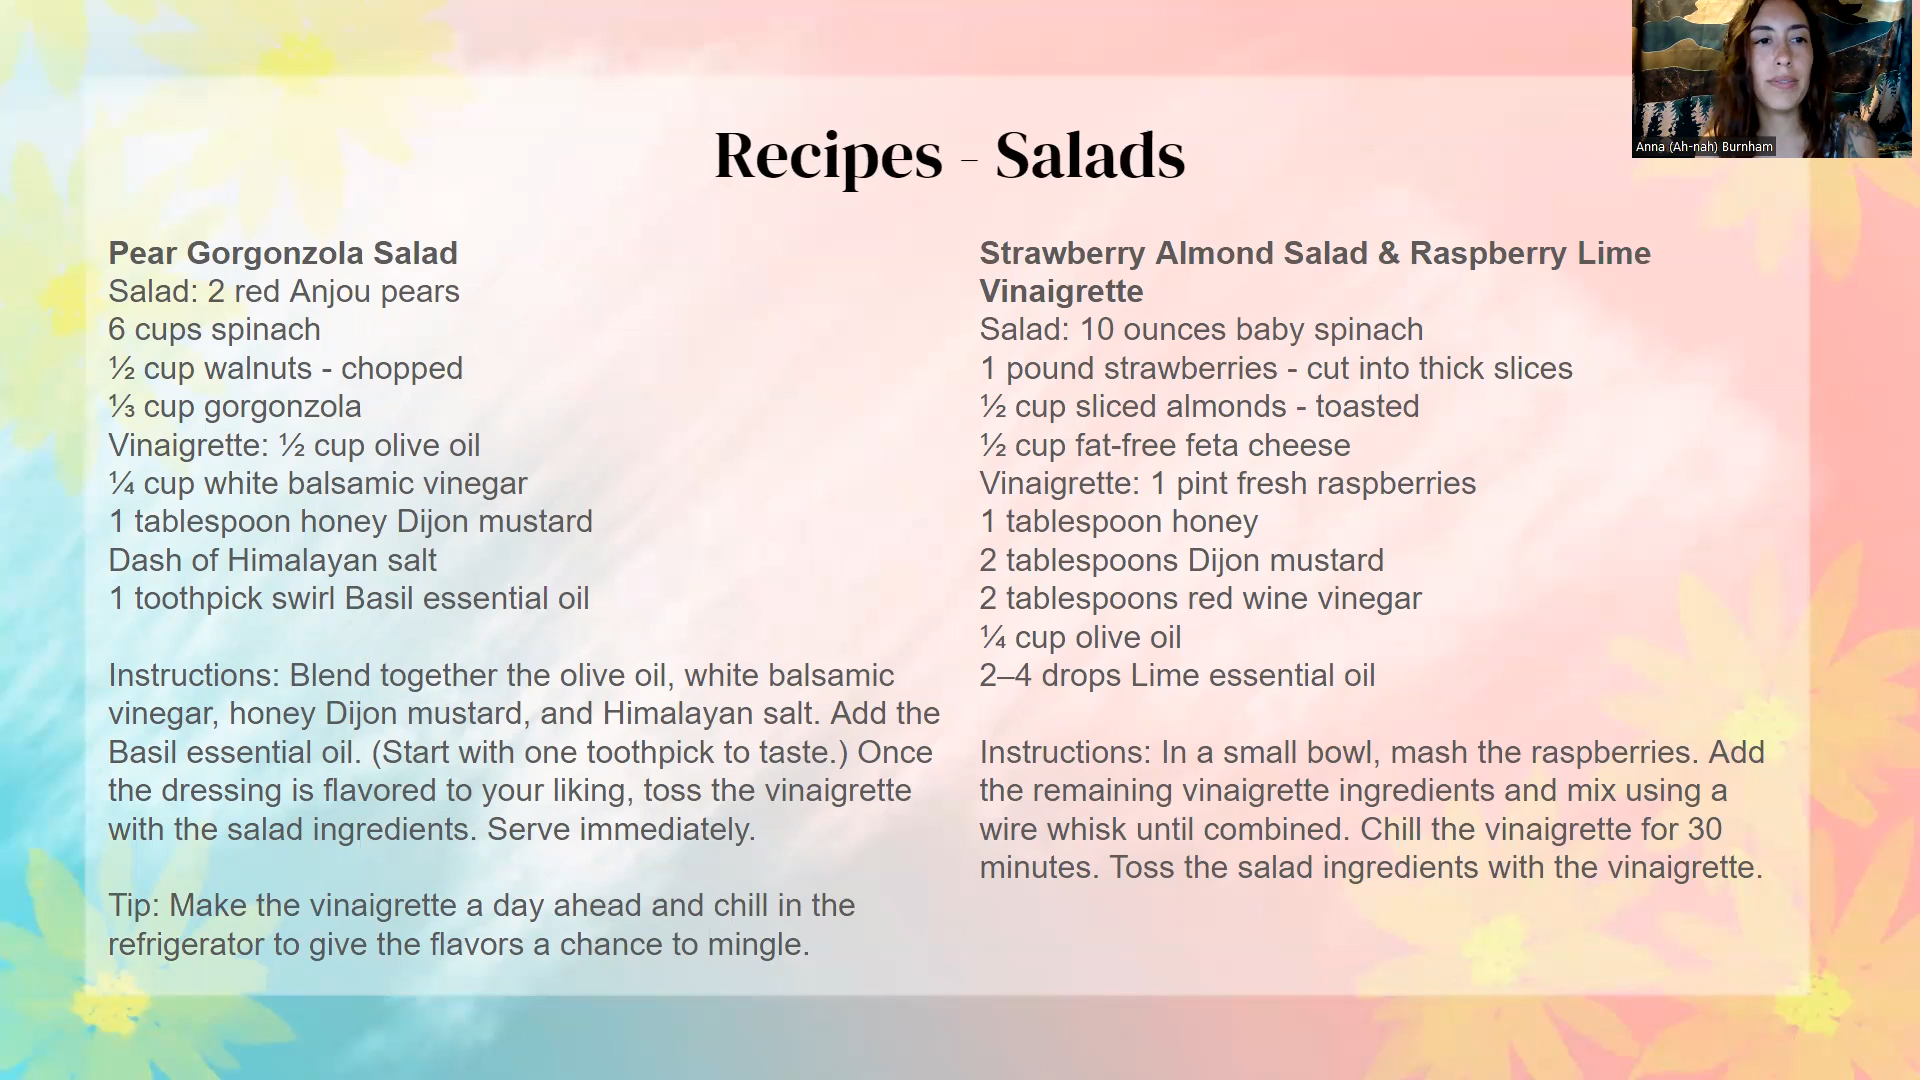 Recipes - Salads
Pear Gorgonzola Salad
Salad: 2 red Anjou pears
6 cups spinach
½ cup walnuts - chopped
⅓ cup gorgonzola
Vinaigrette: ½ cup olive oil
¼ cup white balsamic vinegar
1 tablespoon honey Dijon mustard
Dash of Himalayan salt
1 toothpick swirl Basil essential oil
Instructions: Blend together the olive oil, white balsamic
vinegar, honey Dijon mustard, and Himalayan salt. Add the
Basil essential oil. (Start with one toothpick to taste.) Once
the dressing is flavored to your liking, toss the vinaigrette
with the salad ingredients. Serve immediately.
Tip: Make the vinaigrette a day ahead and chill in the
refrigerator to give the flavors a chance to mingle.
Strawberry Almond Salad & Raspberry Lime
Vinaigrette
Salad: 10 ounces baby spinach
1 pound strawberries - cut into thick slices
½ cup sliced almonds - toasted
½ cup fat-free feta cheese
Vinaigrette: 1 pint fresh raspberries
1 tablespoon honey
2 tablespoons Dijon mustard
2 tablespoons red wine vinegar
¼ cup olive oil
2–4 drops Lime essential oil
Instructions: In a small bowl, mash the raspberries. Add
the remaining vinaigrette ingredients and mix using a
wire whisk until combined. Chill the vinaigrette for 30
minutes. Toss the salad ingredients with the vinaigrette.
Anna (Ah-nah) Burnham